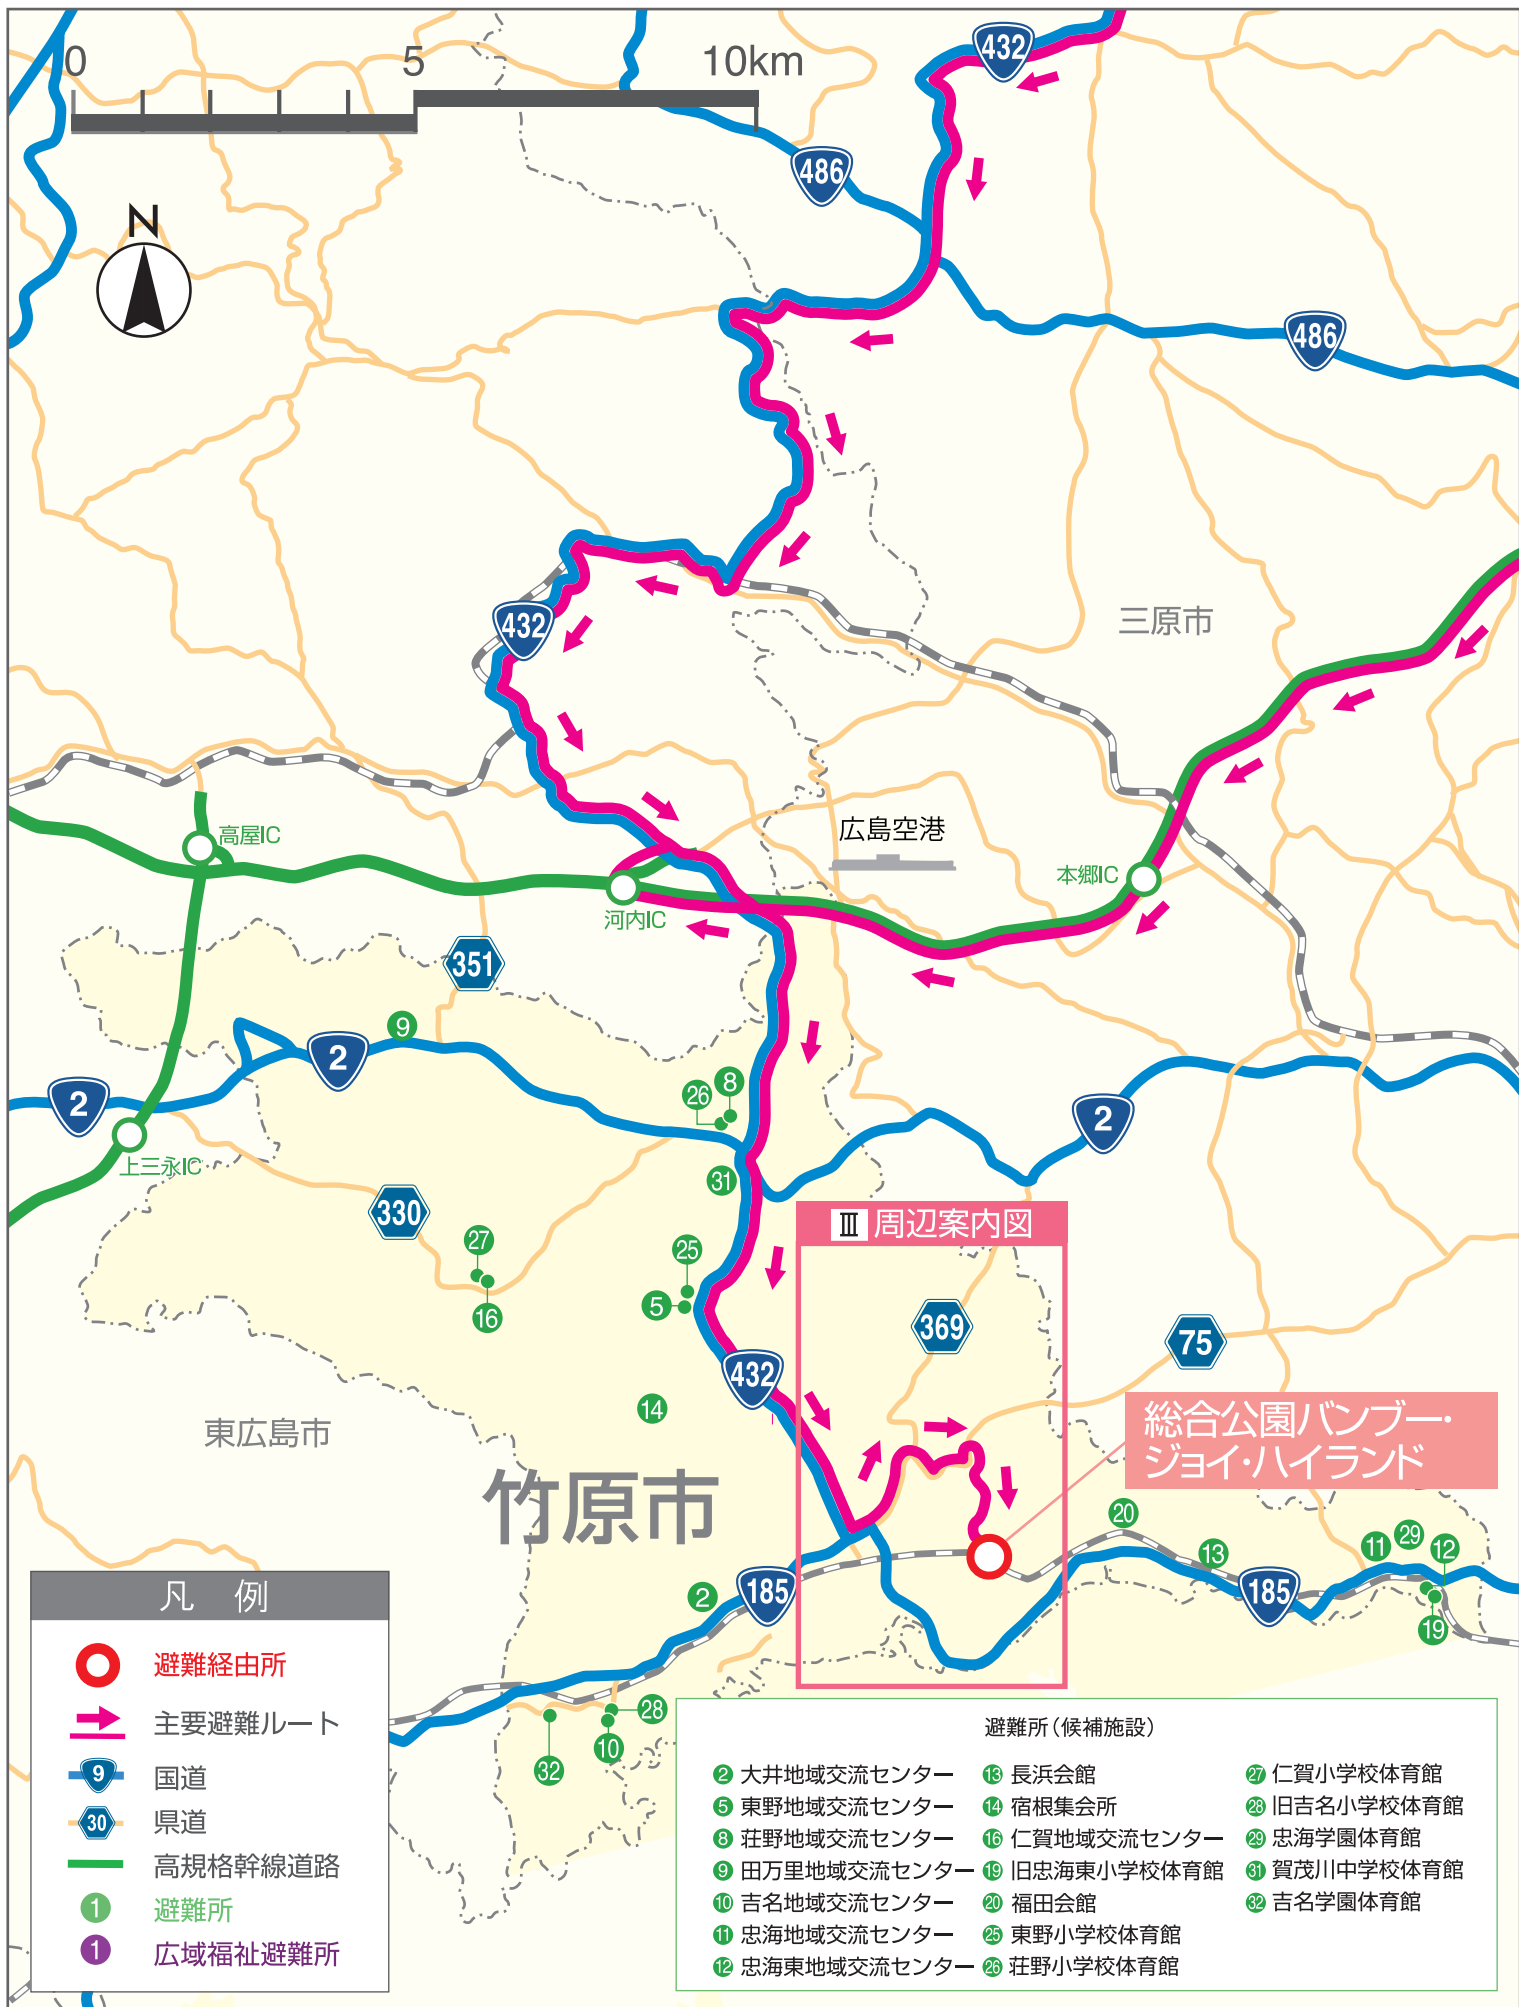 0 5 10km
432
486
N
486
432
三原市
広島空港
高屋IC
河内IC
本郷IC
351
9
2
2
2
26 8
上三永IC
31
330
27
16
25
5
Ⅲ 周辺案内図
369
75
432
14
東広島市
竹原市
総合公園バンブー・
ジョイ・ハイランド
20
13
11 29 12
19
185
185
2
28
10
32
凡 例
避難経由所
主要避難ルート
9 国道
30 県道
高規格幹線道路
1 避難所
1 広域福祉避難所
避難所（候補施設）
2 大井地域交流センター
5 東野地域交流センター
8 荘野地域交流センター
9 田万里地域交流センター
10 吉名地域交流センター
11 忠海地域交流センター
12 忠海東地域交流センター
13 長浜会館
14 宿根集会所
16 仁賀地域交流センター
19 旧忠海東小学校体育館
20 福田会館
25 東野小学校体育館
26 荘野小学校体育館
27 仁賀小学校体育館
28 旧吉名小学校体育館
29 忠海学園体育館
31 賀茂川中学校体育館
32 吉名学園体育館